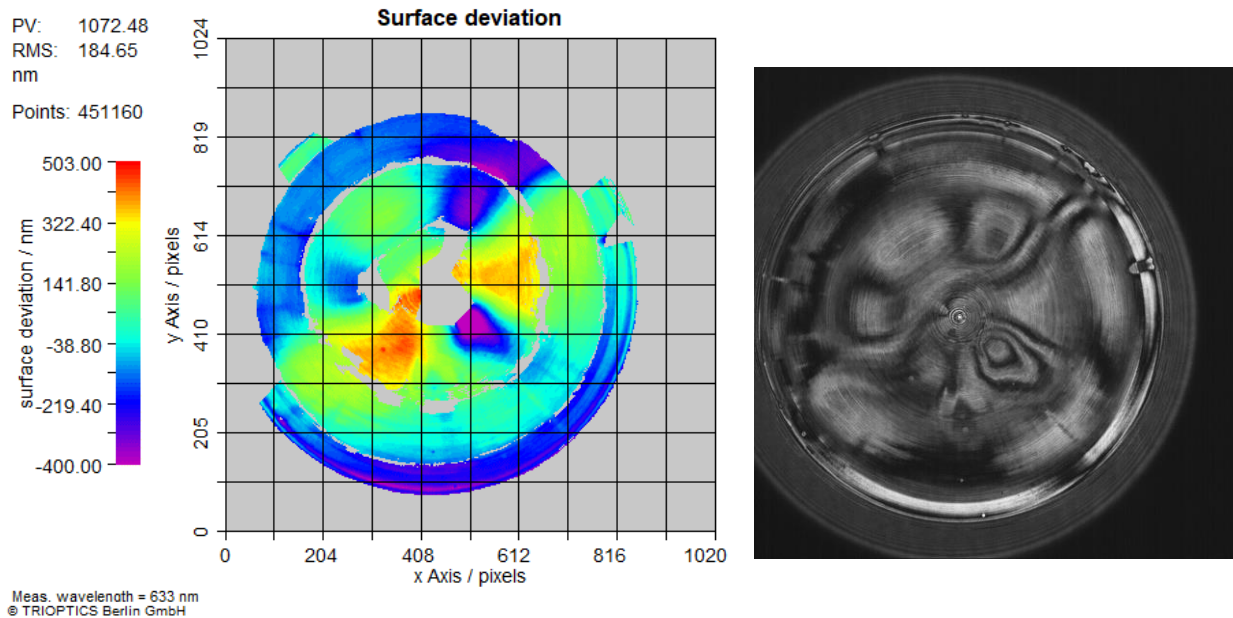 Surface deviation
PV: 1072.48
RMS: 184.65
nm
Points: 451160
503.00
322.40
141.80
-38.80
-219.40
-400.00
surface deviation / nm
1024
819
614
410
205
0
y Axis / pixels
0 204 408 612 816 1020
x Axis / pixels
Meas. wavelength = 633 nm
© TRIOPTICS Berlin GmbH